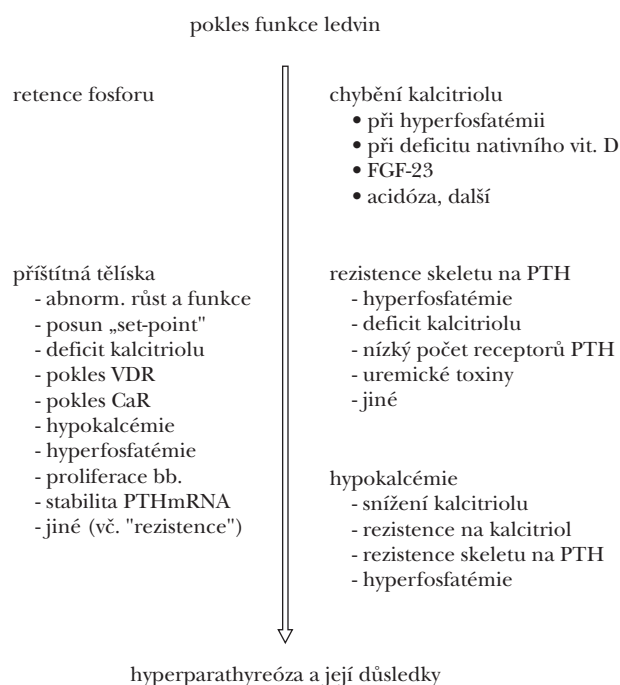 pokles funkce ledvin
retence fosforu
chybění kalcitriolu
• při hyperfosfatémii
• při deficitu nativního vit. D
• FGF-23
• acidóza, další
příštítná tělíska
- abnorm. růst a funkce
- posun „set-point"
- deficit kalcitriolu
- pokles VDR
- pokles CaR
- hypokalcémie
- hyperfosfatémie
- proliferace bb.
- stabilita PTHmRNA
- jiné (vč. "rezistence")
rezistence skeletu na PTH
- hyperfosfatémie
- deficit kalcitriolu
- nízký počet receptorů PTH
- uremické toxiny
- jiné
hypokalcémie
- snížení kalcitriolu
- rezistence na kalcitriol
- rezistence skeletu na PTH
- hyperfosfatémie
hyperparathyreóza a její důsledky